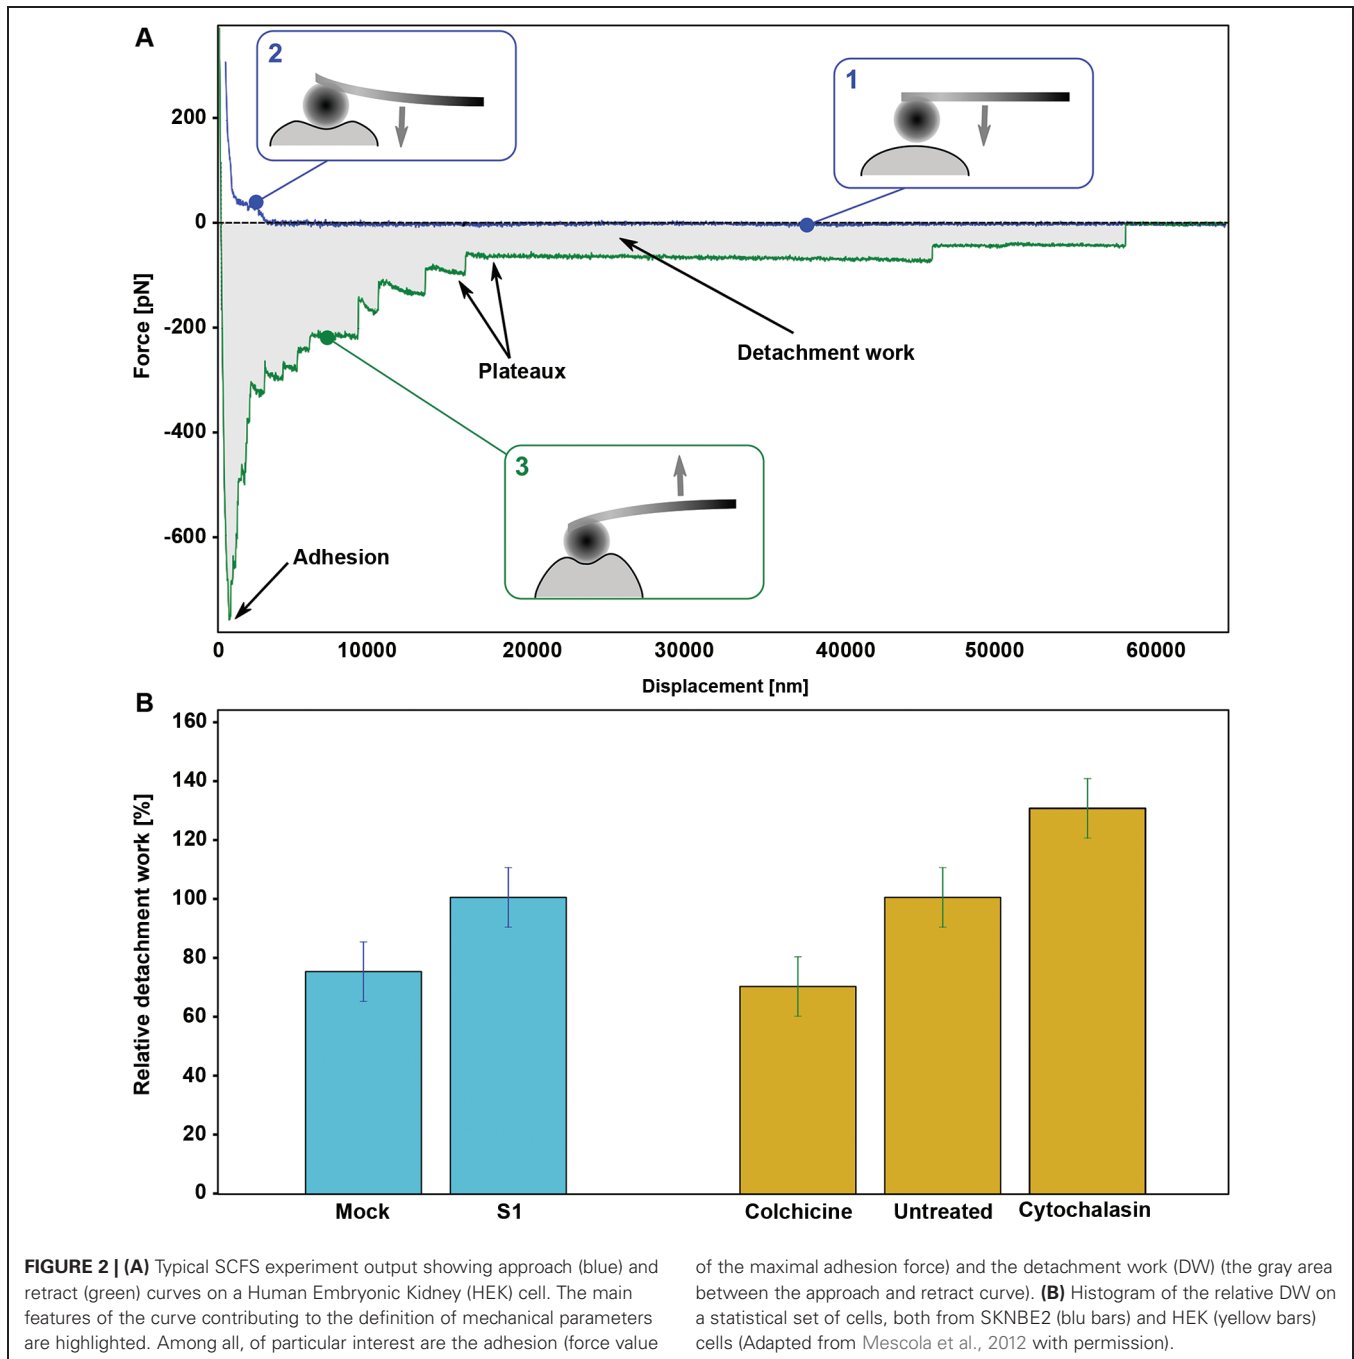 A
2
1
200
0
-200
-400
-600
Force [pN]
Plateaux
Detachment work
3
Adhesion
0 10000 20000 30000 40000 50000 60000
Displacement [nm]
B
160
140
120
100
80
60
40
20
0
Relative detachment work [%]
Mock S1 Colchicine Untreated Cytochalasin
FIGURE 2 | (A) Typical SCFS experiment output showing approach (blue) and
retract (green) curves on a Human Embryonic Kidney (HEK) cell. The main
features of the curve contributing to the definition of mechanical parameters
are highlighted. Among all, of particular interest are the adhesion (force value
of the maximal adhesion force) and the detachment work (DW) (the gray area
between the approach and retract curve). (B) Histogram of the relative DW on
a statistical set of cells, both from SKNBE2 (blu bars) and HEK (yellow bars)
cells (Adapted from Mescola et al., 2012 with permission).